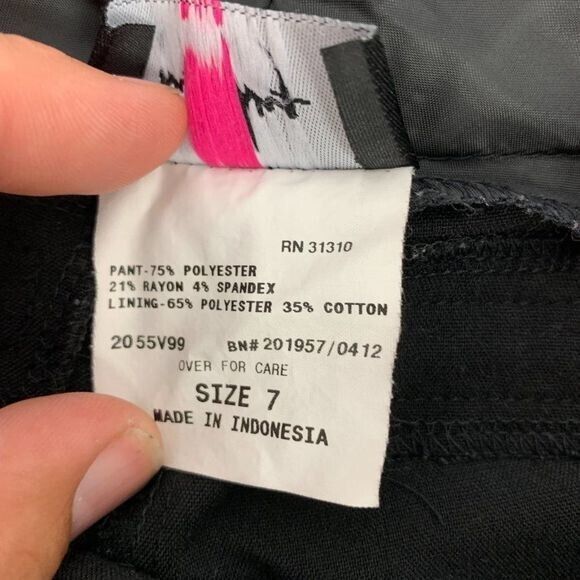 RN 31310
PANT-75% POLYESTER
21% RAYON 4% SPANDEX
LINING-65% POLYESTER 35% COTTON
2055V99 BN# 201957/0412
OVER FOR CARE
SIZE 7
MADE IN INDONESIA